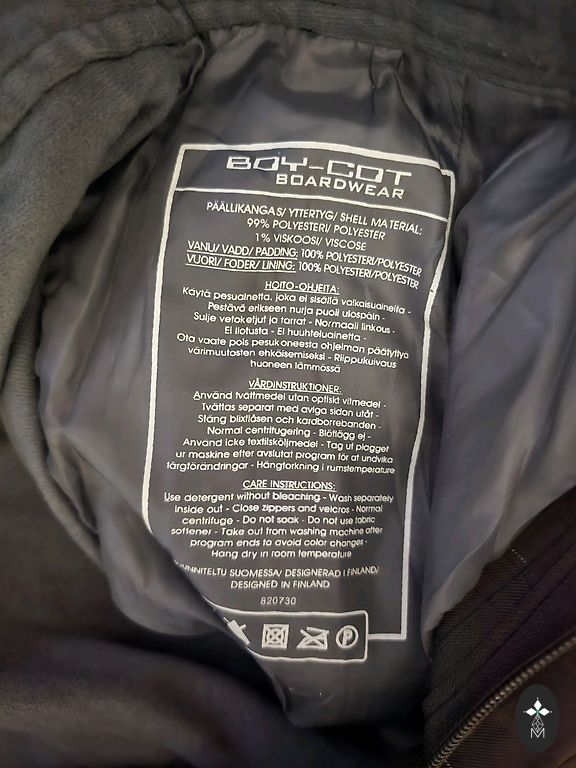 BOY-COT
BOARDWEAR
PÄÄLLIKANGAS/ YTTERTYG/ SHELL MATERIAL:
99% POLYESTERI/ POLYESTER
1% VISKOOSI/ VISCOSE
VANU/ VADD/ PADDING: 100% POLYESTERI/POLYESTER
VUORI/ FODER/ LINING: 100% POLYESTERI/POLYESTER
HOITO-OHJEITA:
Käytä pesuainetta, joka ei sisällä valkaisuaineita -
Pestävä erikseen nurja puoli ulospäin -
Sulje vetoketjut ja tarrat - Normaali linkous -
Ei liotusta - Ei huuhteluainetta -
Ota vaate pois pesukoneesta ohjelman päätyttyä
värimuutosten ehkäisemiseksi - Riippukuivaus
huoneen lämmössä
VÅRDINSTRUKTIONER:
Använd tvättmedel utan optiskt vitmedel -
Tvättas separat med aviga sidan utåt -
Stäng blixtlåsen och kardborrebanden -
Normal centrifugering - Blötlägg ej -
Använd icke textilsköljmedel - Tag ut plagget
ur maskine efter avslutat program för at undvika
färgförändringar - Hängtorkning i rumstemperature
CARE INSTRUCTIONS:
Use detergent without bleaching - Wash separately
inside out - Close zippers and velcros - Normal
centrifuge - Do not soak - Do not use fabric
softener - Take out from washing machine after
program ends to avoid color changes -
Hang dry in room temperature
UNNITELTU SUOMESSA/ DESIGNERAD I FINLAND/
DESIGNED IN FINLAND
820730
P
M